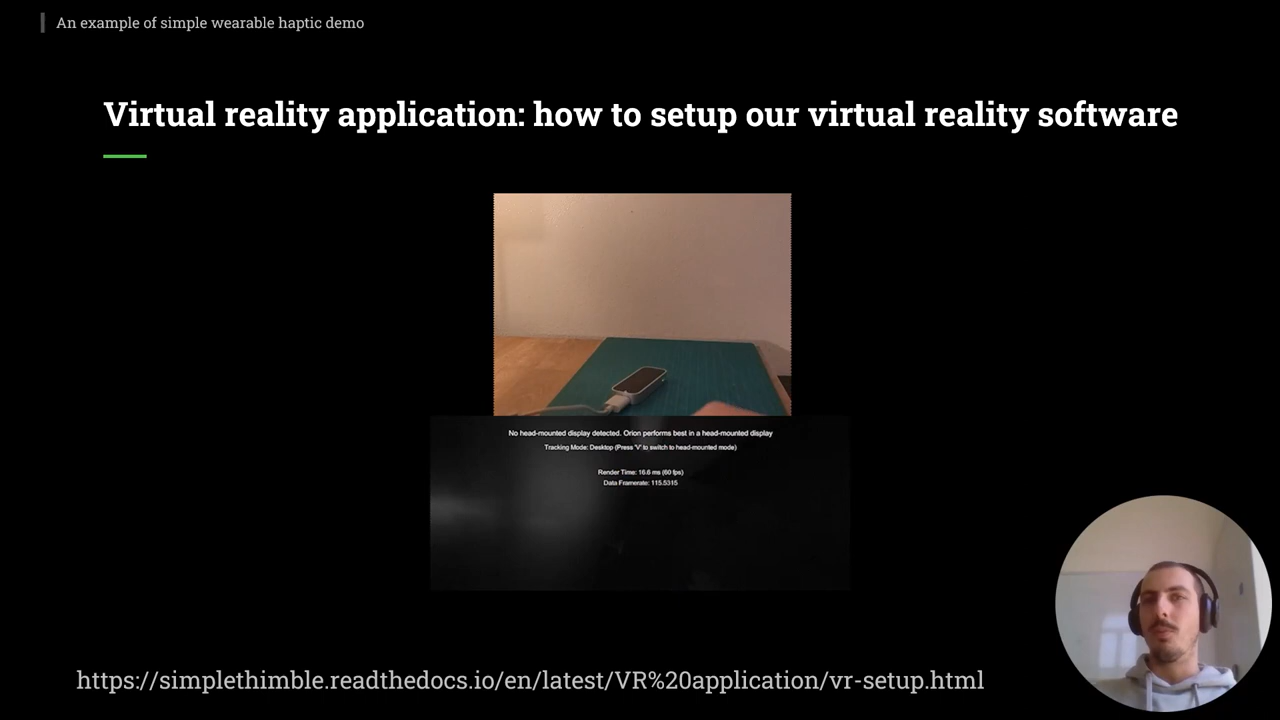 An example of simple wearable haptic demo
Virtual reality application: how to setup our virtual reality software
No head-mounted display detected. Orion performs best in a head-mounted display
Tracking Mode: Desktop (Press 'V' to switch to head-mounted mode)
Render Time: 16.6 ms (60 fps)
Data Framerate: 115.5315
https://simplethimble.readthedocs.io/en/latest/VR%20application/vr-setup.html